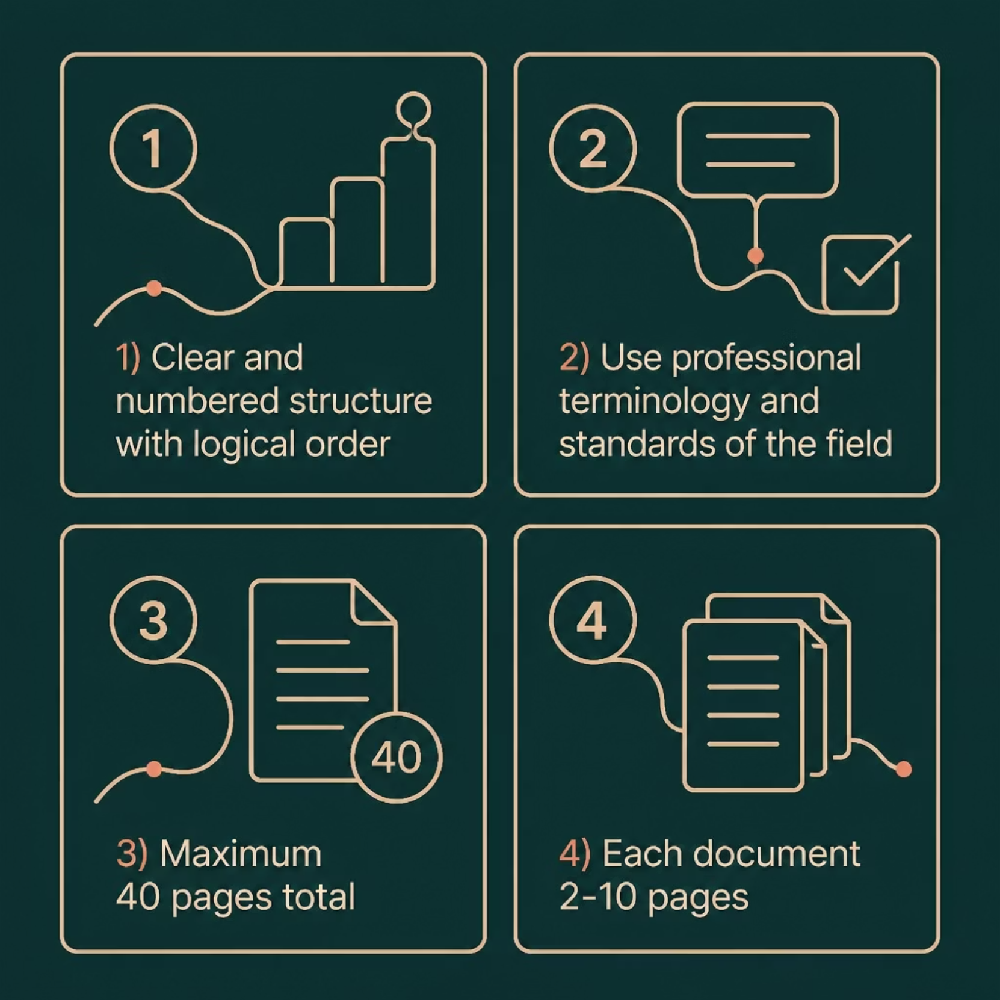 1
1) Clear and
numbered structure
with logical order
2
2) Use professional
terminology and
standards of the field
3
40
3) Maximum
40 pages total
4
4) Each document
2-10 pages